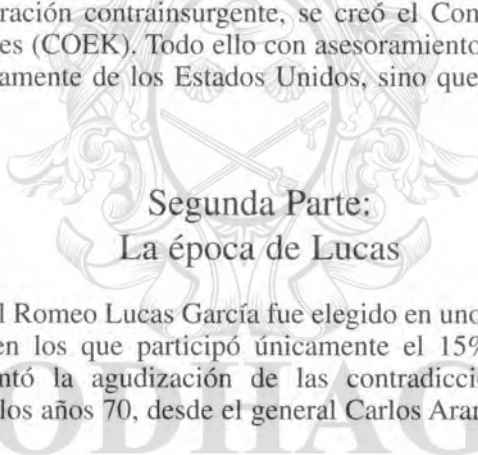 ración contrainsurgente, se creó el Con
es (COEK). Todo ello con asesoramiento
amente de los Estados Unidos, sino que
Segunda Parte:
La época de Lucas
l Romeo Lucas García fue elegido en uno
en los que participó únicamente el 15%
ntó la agudización de las contradicci
los años 70, desde el general Carlos Aran
ODHAG